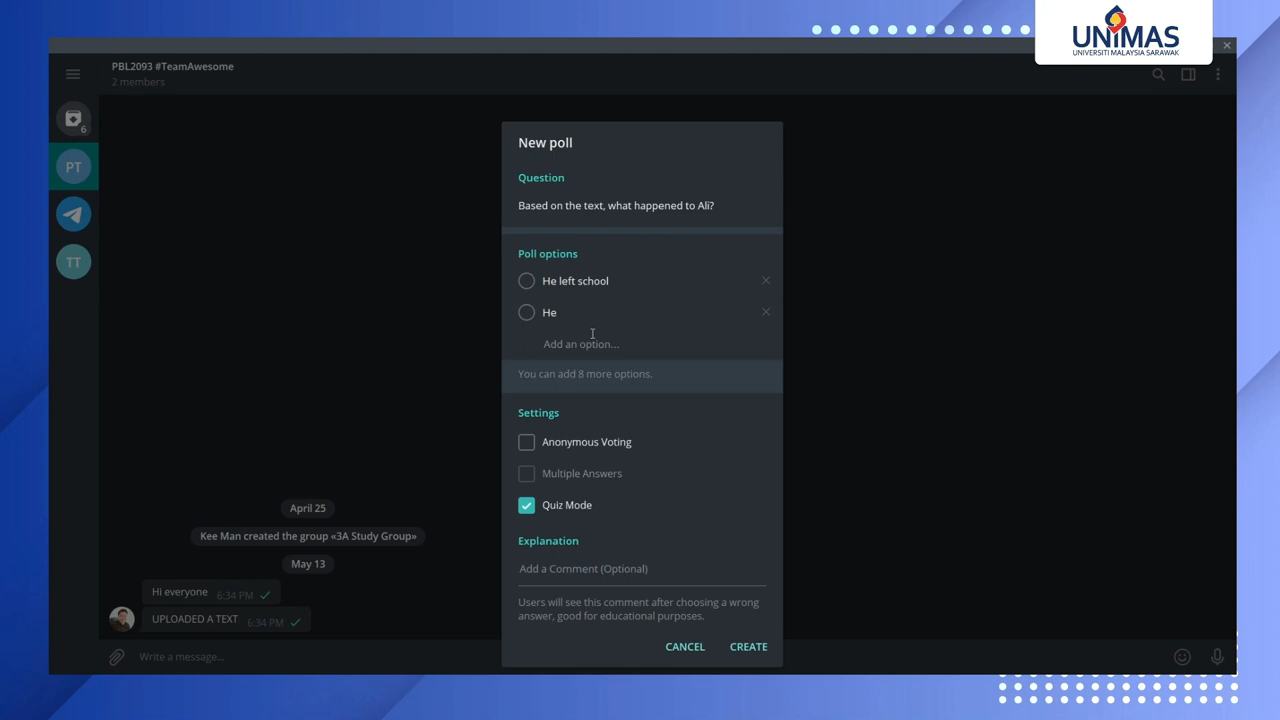 UNIMAS
UNIVERSITI MALAYSIA SARAWAK
PBL2093 #TeamAwesome
2 members
6
PT
TT
New poll
Question
Based on the text, what happened to Ali?
Poll options
He left school
He
Add an option...
You can add 8 more options.
Settings
Anonymous Voting
Multiple Answers
Quiz Mode
Explanation
Add a Comment (Optional)
Users will see this comment after choosing a wrong
answer, good for educational purposes.
CANCEL CREATE
April 25
Kee Man created the group «3A Study Group»
May 13
Hi everyone 6:34 PM
UPLOADED A TEXT 6:34 PM
Write a message...